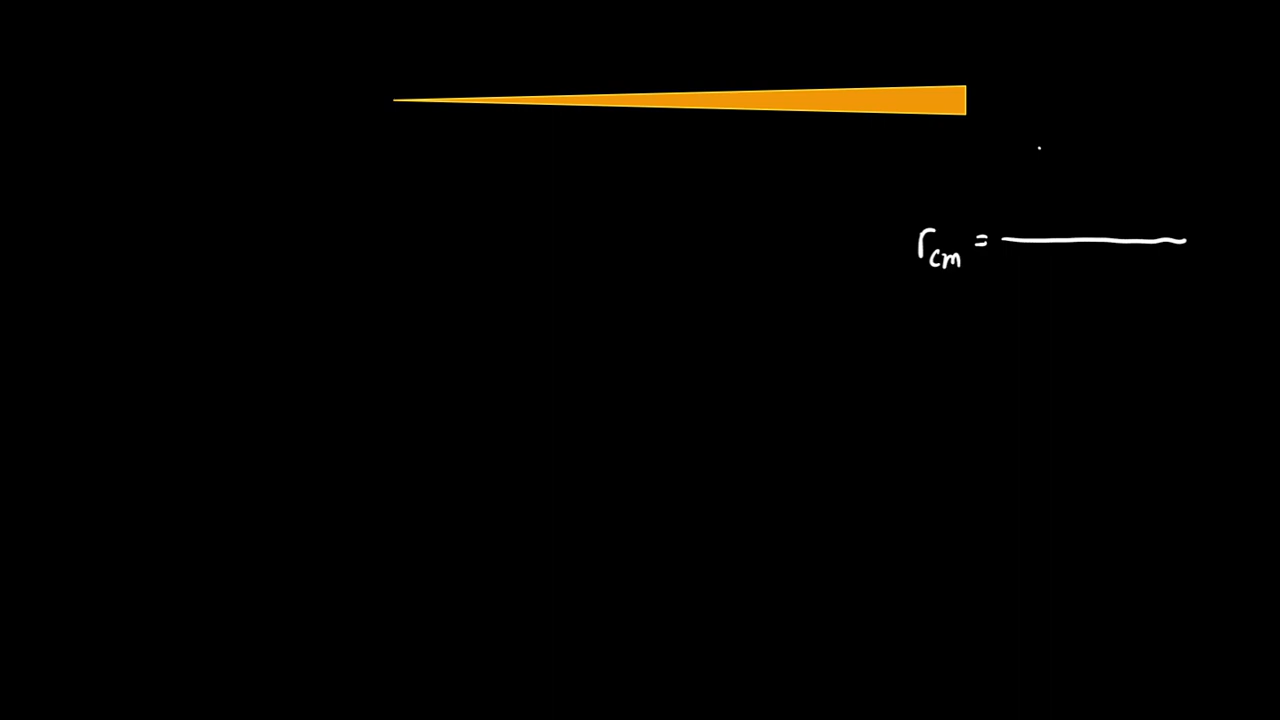 r_cm =